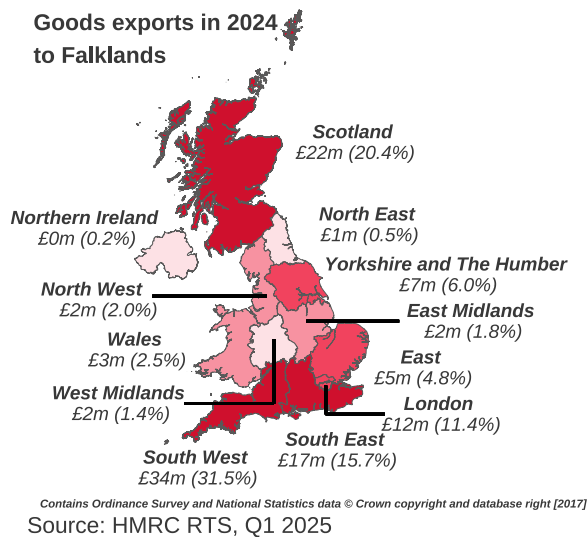 Goods exports in 2024
to Falklands
Scotland
£22m (20.4%)
Northern Ireland
£0m (0.2%)
North East
£1m (0.5%)
Yorkshire and The Humber
£7m (6.0%)
North West
£2m (2.0%)
East Midlands
£2m (1.8%)
Wales
£3m (2.5%)
East
£5m (4.8%)
West Midlands
£2m (1.4%)
London
£12m (11.4%)
South East
£17m (15.7%)
South West
£34m (31.5%)
Contains Ordinance Survey and National Statistics data © Crown copyright and database right [2017]
Source: HMRC RTS, Q1 2025